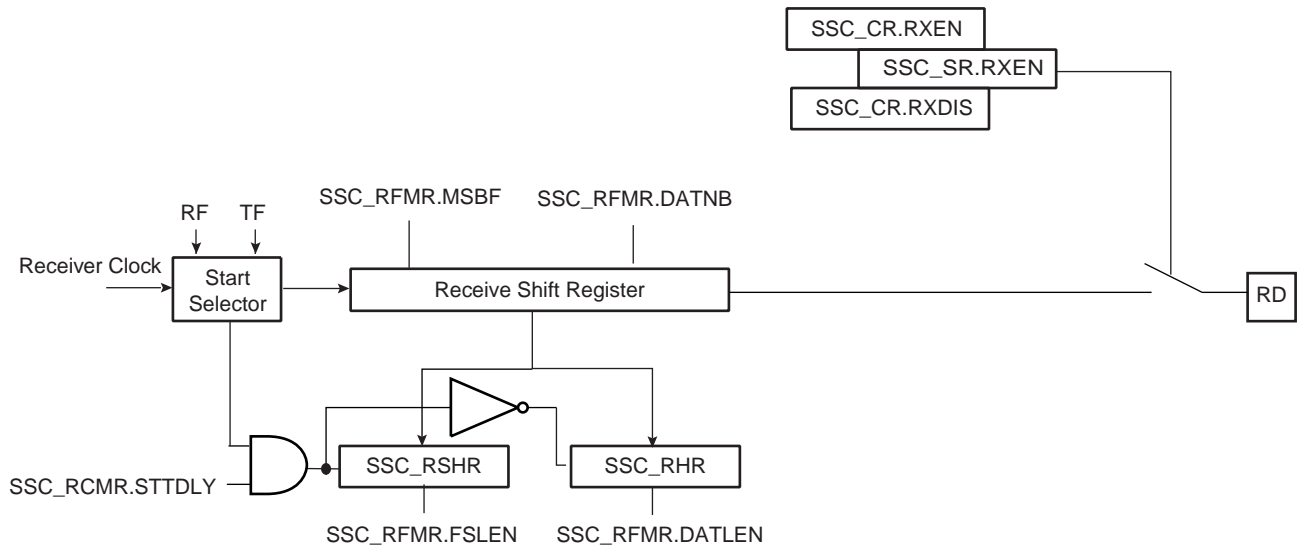 SSC_CR.RXEN
SSC_SR.RXEN
SSC_CR.RXDIS
SSC_RFMR.MSBF
SSC_RFMR.DATNB
RF
TF
Receiver Clock
Start
Selector
Receive Shift Register
RD
SSC_RSHR
SSC_RHR
SSC_RCMR.STTDLY
SSC_RFMR.FSLEN
SSC_RFMR.DATLEN